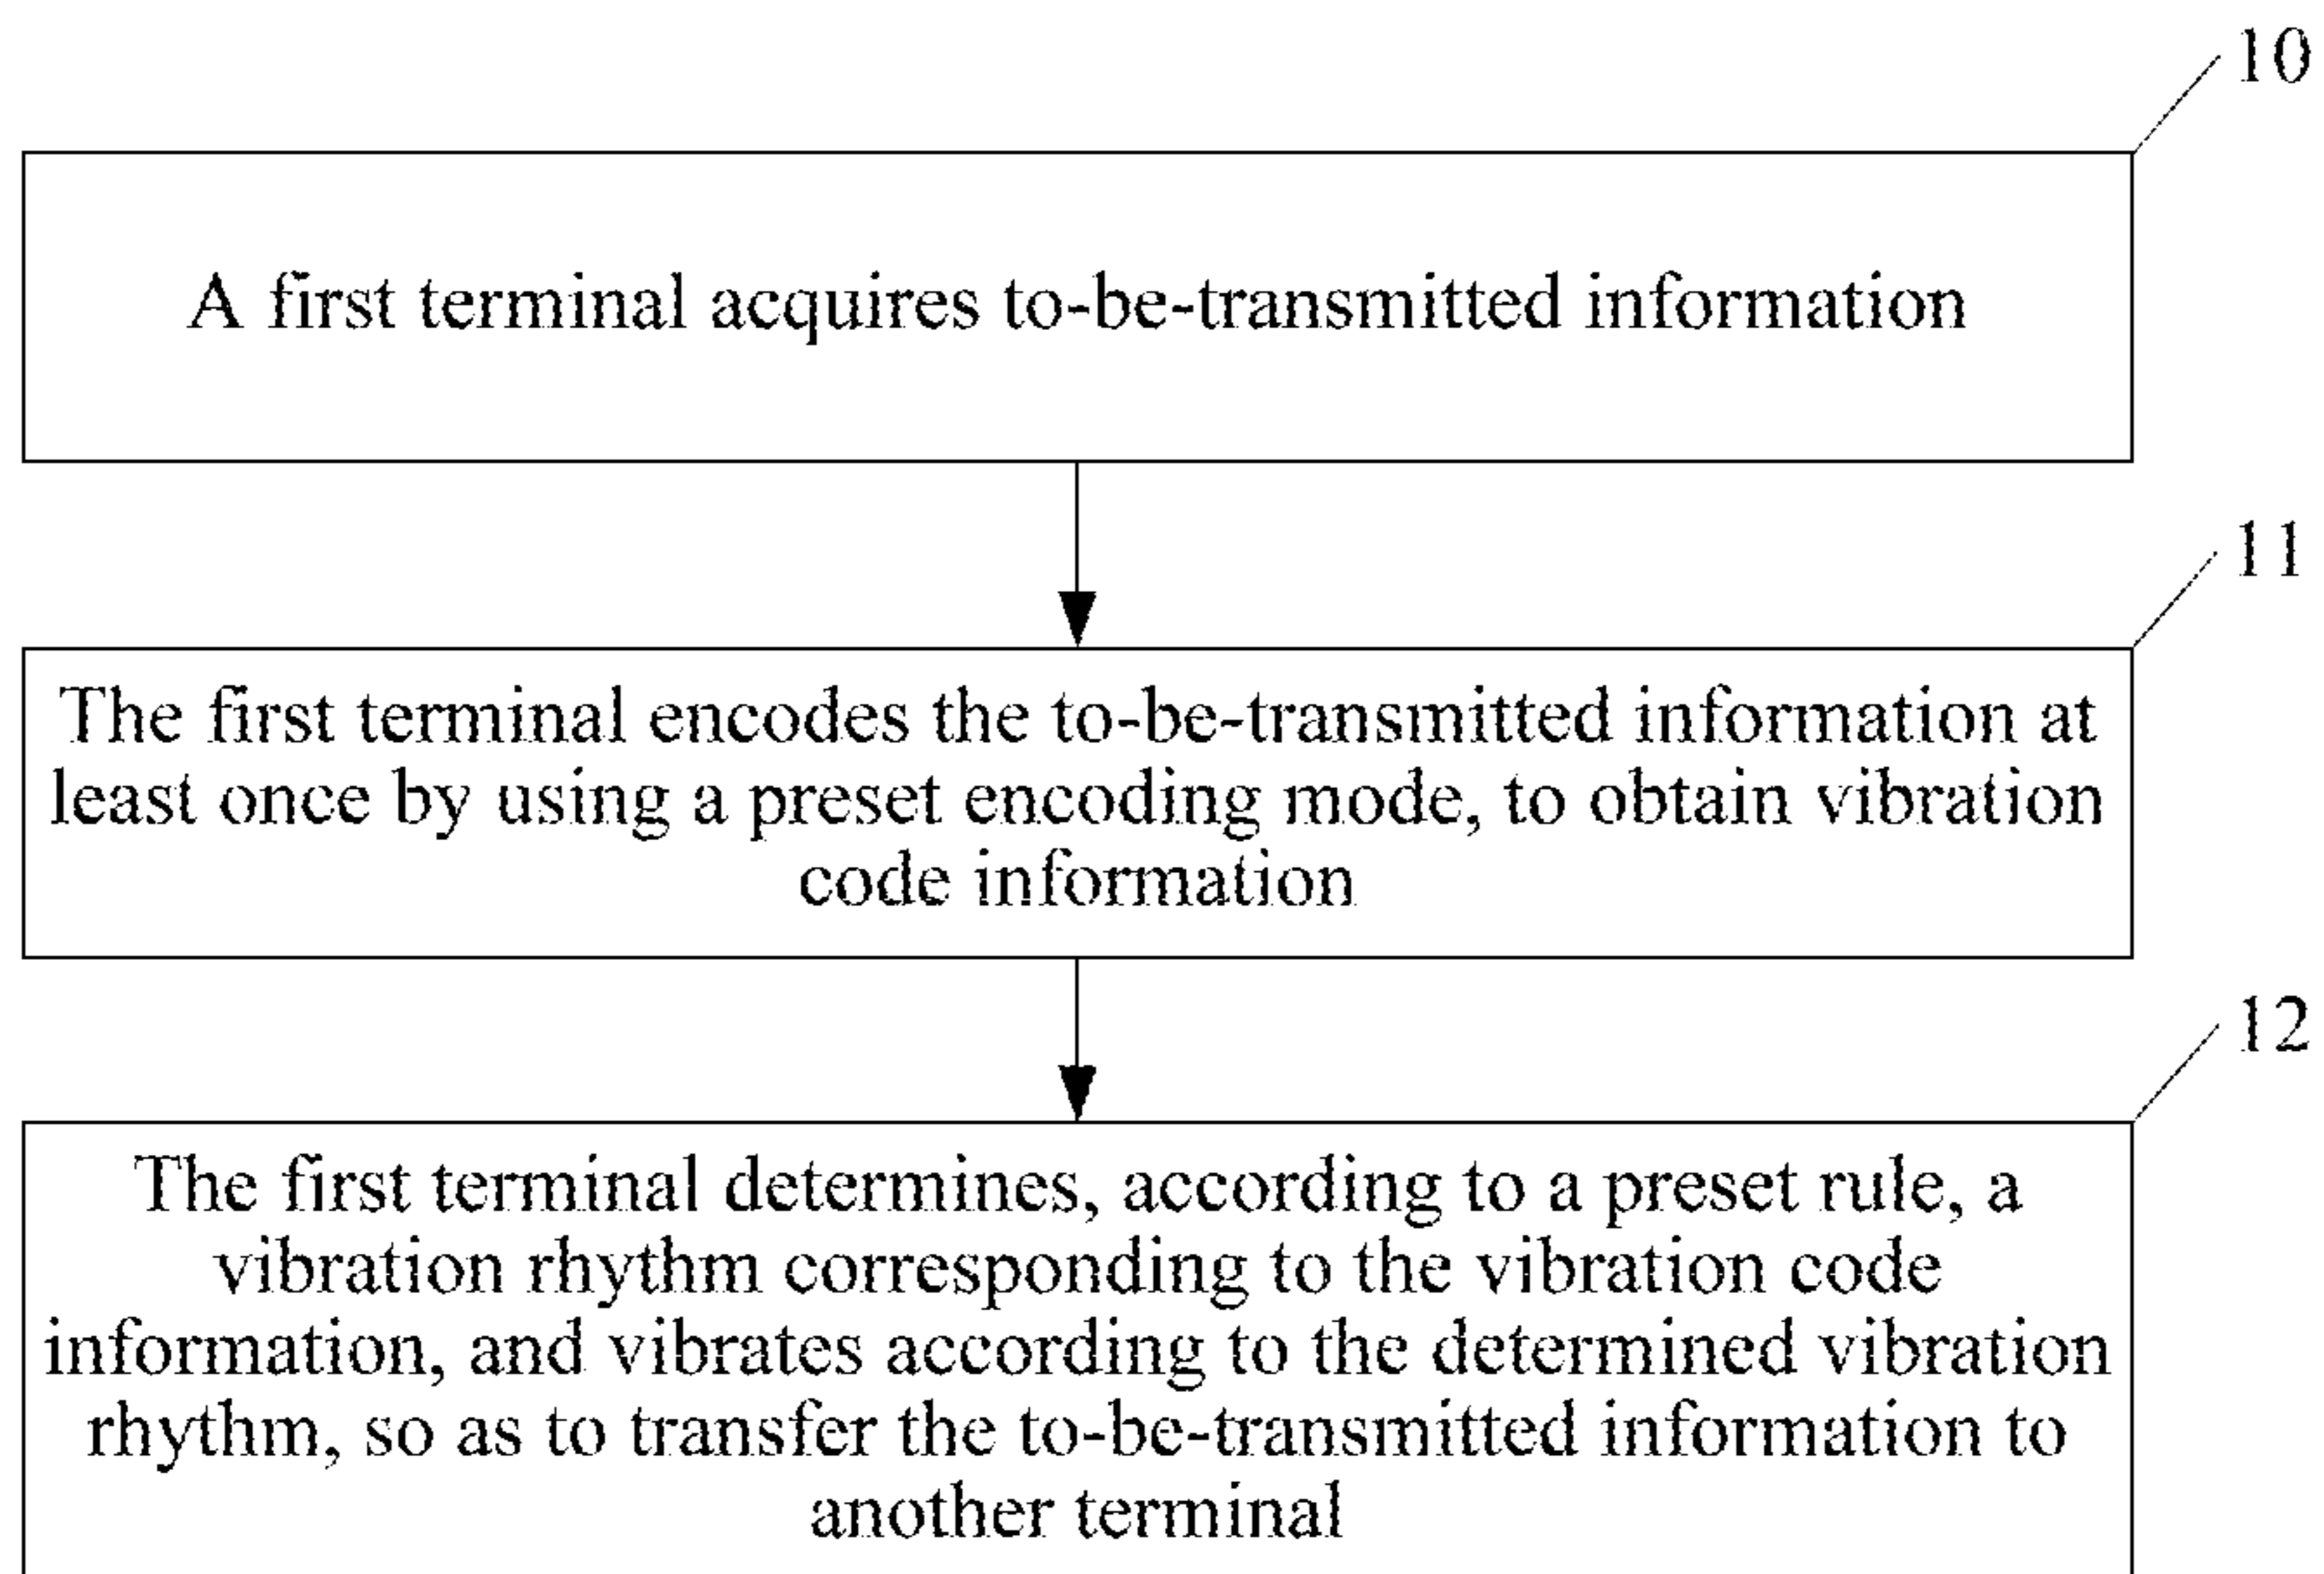 10
A first terminal acquires to-be-transmitted information
11
The first terminal encodes the to-be-transmitted information at
least once by using a preset encoding mode, to obtain vibration
code information
12
The first terminal determines, according to a preset rule, a
vibration rhythm corresponding to the vibration code
information, and vibrates according to the determined vibration
rhythm, so as to transfer the to-be-transmitted information to
another terminal